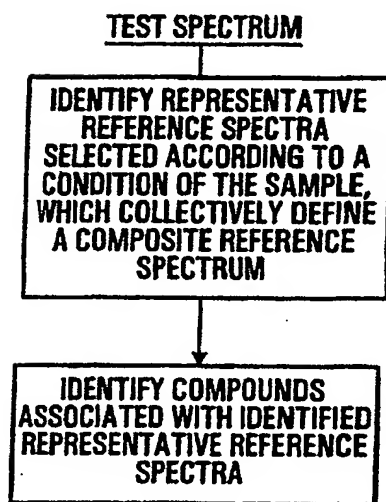 TEST SPECTRUM
IDENTIFY REPRESENTATIVE
REFERENCE SPECTRA
SELECTED ACCORDING TO A
CONDITION OF THE SAMPLE,
WHICH COLLECTIVELY DEFINE
A COMPOSITE REFERENCE
SPECTRUM
IDENTIFY COMPOUNDS
ASSOCIATED WITH IDENTIFIED
REPRESENTATIVE REFERENCE
SPECTRA